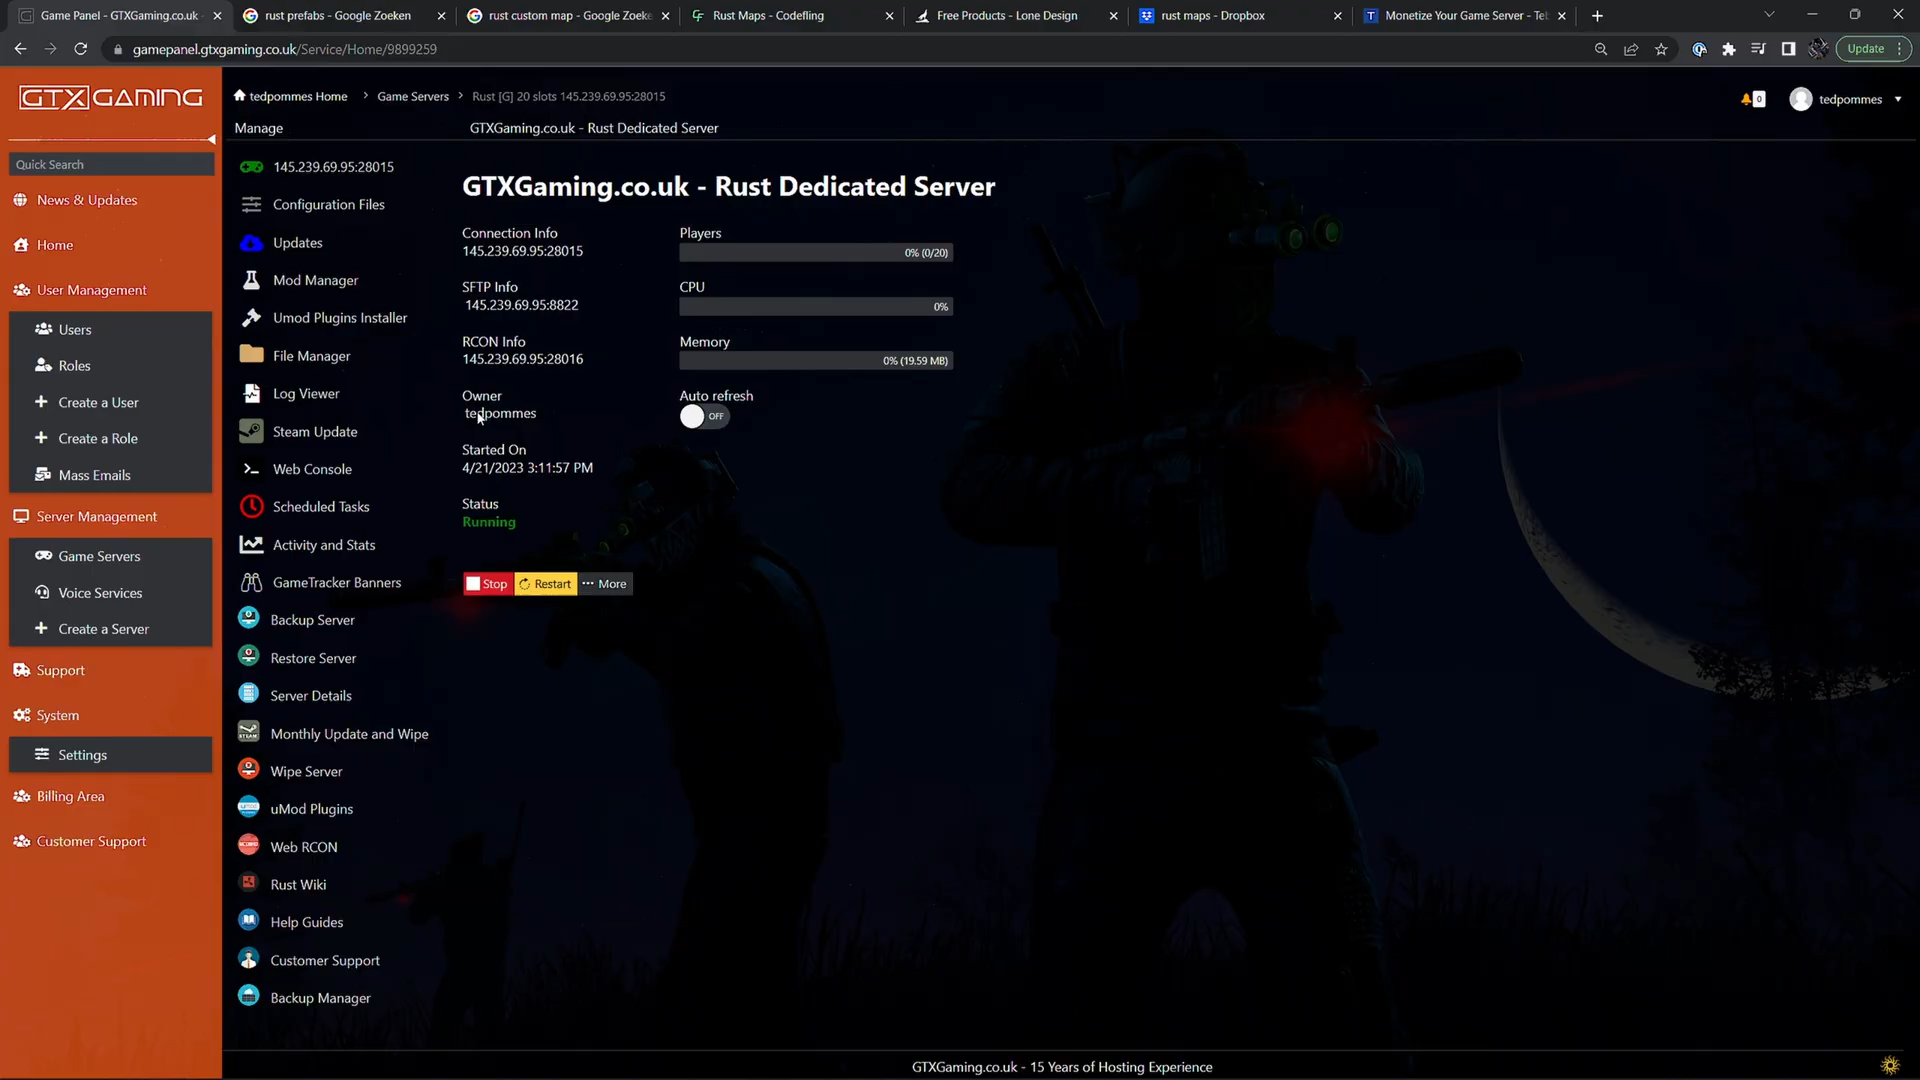 Game Panel - GTXGaming.co.uk -
rust prefabs - Google Zoeken
rust custom map - Google Zoeke
Rust Maps - Codefling
Free Products - Lone Design
rust maps - Dropbox
Monetize Your Game Server - Teb
gamepanel.gtxgaming.co.uk/Service/Home/9899259
Update
GTXGAMING
tedpommes Home > Game Servers > Rust [G] 20 slots 145.239.69.95:28015
0
tedpommes
Manage
GTXGaming.co.uk - Rust Dedicated Server
Quick Search
News & Updates
Home
User Management
Users
Roles
Create a User
Create a Role
Mass Emails
Server Management
Game Servers
Voice Services
Create a Server
Support
System
Settings
Billing Area
Customer Support
145.239.69.95:28015
Configuration Files
Updates
Mod Manager
Umod Plugins Installer
File Manager
Log Viewer
Steam Update
Web Console
Scheduled Tasks
Activity and Stats
GameTracker Banners
Backup Server
Restore Server
Server Details
Monthly Update and Wipe
Wipe Server
uMod Plugins
Web RCON
Rust Wiki
Help Guides
Customer Support
Backup Manager
GTXGaming.co.uk - Rust Dedicated Server
Connection Info
145.239.69.95:28015
SFTP Info
145.239.69.95:8822
RCON Info
145.239.69.95:28016
Owner
tedpommes
Started On
4/21/2023 3:11:57 PM
Status
Running
Players
0% (0/20)
CPU
0%
Memory
0% (19.59 MB)
Auto refresh
OFF
Stop
Restart
More
GTXGaming.co.uk - 15 Years of Hosting Experience